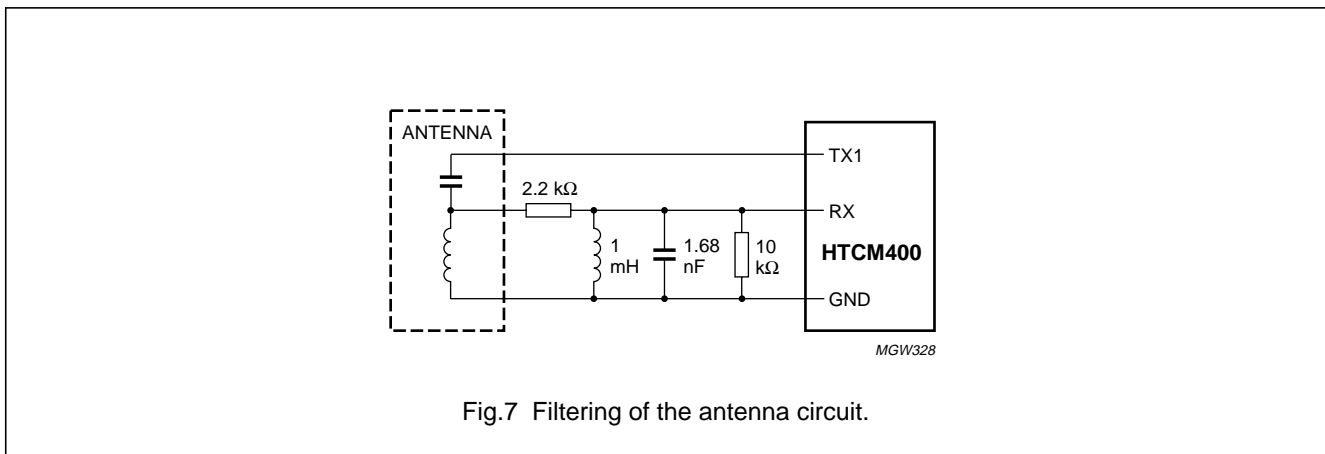 ANTENNA
TX1
2.2 kΩ
RX
1
mH
1.68
nF
10
kΩ
HTCM400
GND
MGW328
Fig.7 Filtering of the antenna circuit.